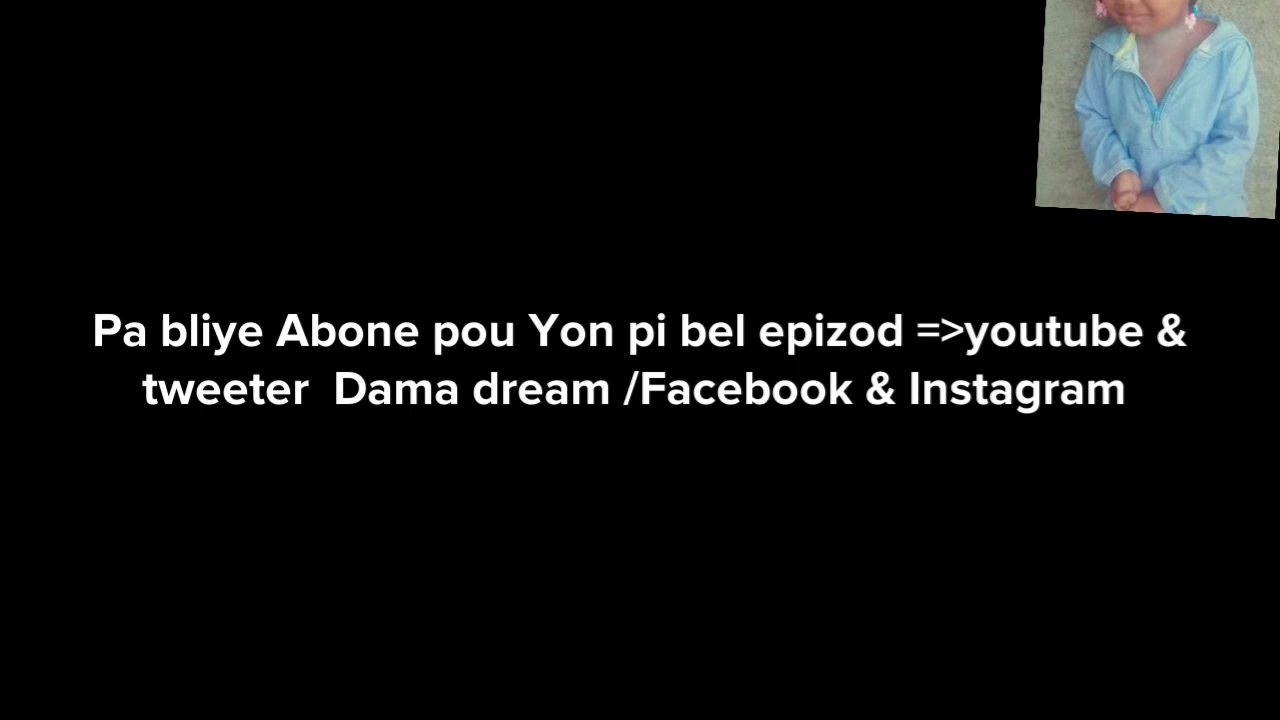 Pa bliye Abone pou Yon pi bel epizod =>youtube &
tweeter  Dama dream /Facebook & Instagram